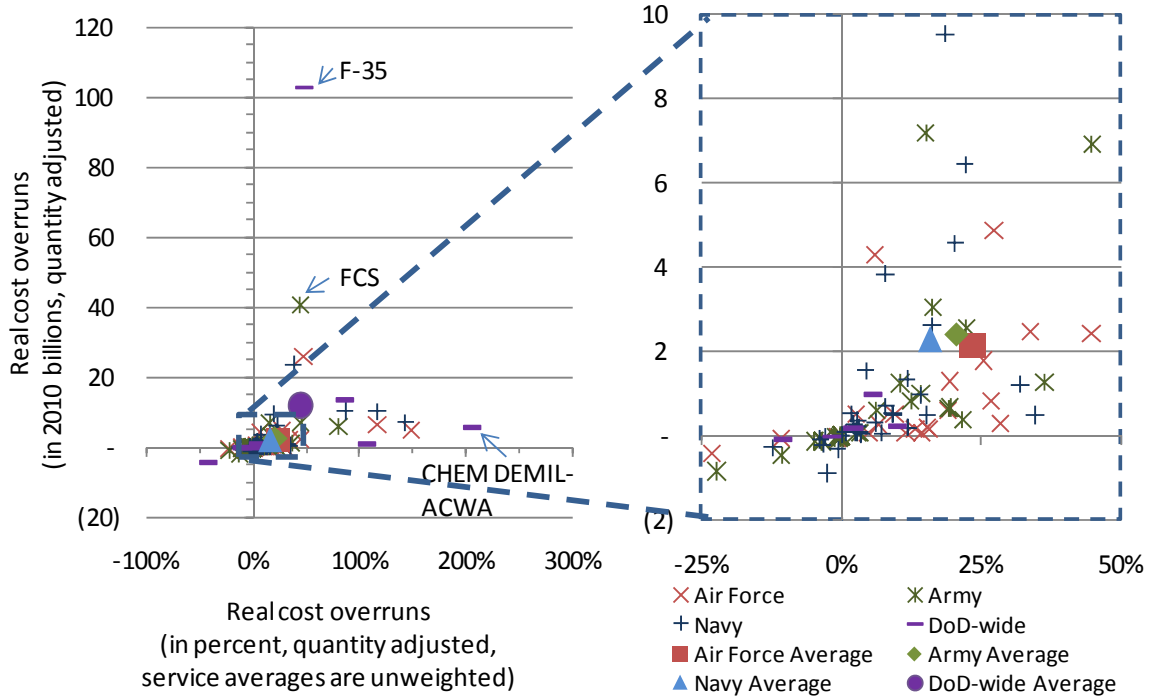 120
100
80
60
40
20
-
(20)
Real cost overruns
(in 2010 billions, quantity adjusted)
F-35
FCS
CHEM DEMIL-
ACWA
-100%
0%
100%
200%
300%
Real cost overruns
(in percent, quantity adjusted,
service averages are unweighted)
10
8
6
4
2
-
(2)
-25%
0%
25%
50%
Air Force
Army
Navy
DoD-wide
Air Force Average
Army Average
Navy Average
DoD-wide Average